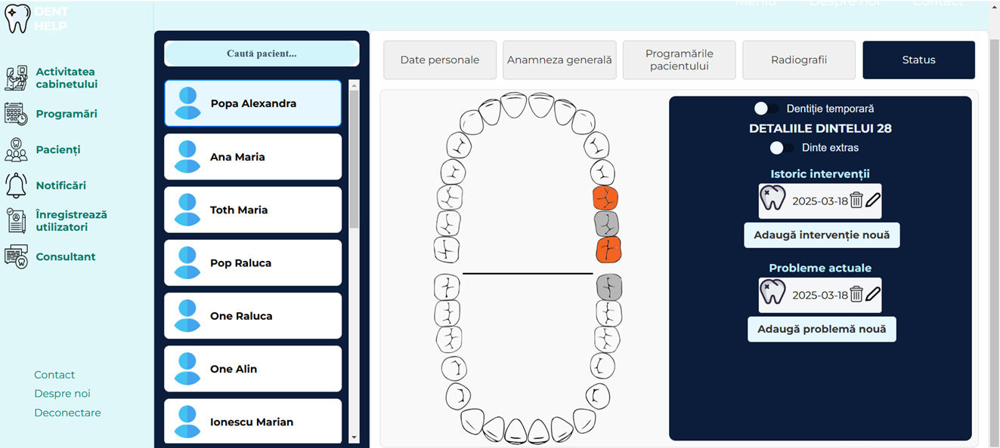 Meniu
Despre noi
Contact
DENT
HELP
Activitatea
cabinetului
Programări
Pacienți
Notificări
Înregistrează
utilizatori
Consultant
Contact
Despre noi
Deconectare
Caută pacient...
Popa Alexandra
Ana Maria
Toth Maria
Pop Raluca
One Raluca
One Alin
Ionescu Marian
Date personale
Anamneza generală
Programările
pacientului
Radiografii
Status
Dentiție temporară
DETALIILE DINTELUI 28
Dinte extras
Istoric intervenții
2025-03-18
Adaugă intervenție nouă
Probleme actuale
2025-03-18
Adaugă problemă nouă